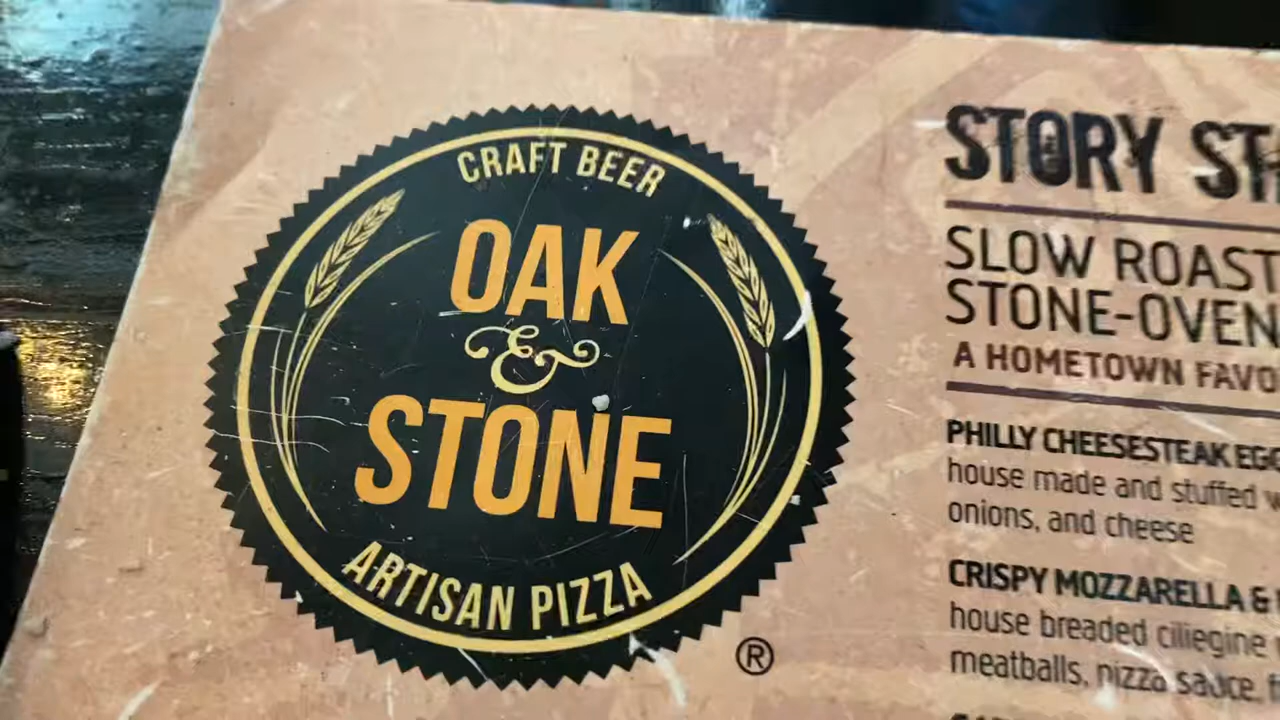 CRAFT BEER
OAK
&
STONE
ARTISAN PIZZA
®
STORY
SLOW ROAST
STONE-OVEN
A HOMETOWN
PHILLY CHEESESTEAK
house made and stuffed
onions, and cheese
CRISPY MOZZARELLA &
house breaded ciliegine
meatballs, pizza sauce,